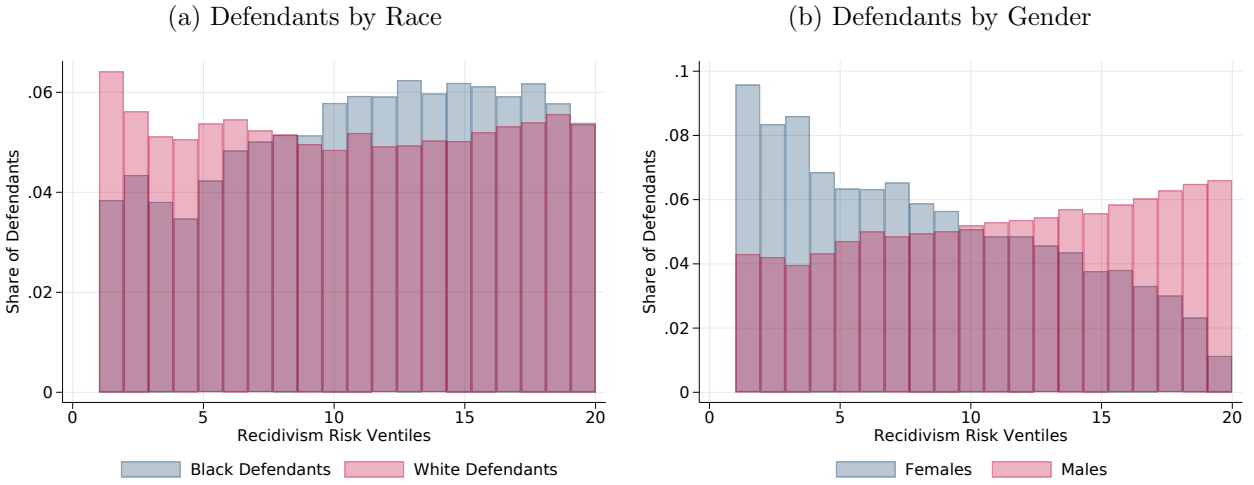 (a) Defendants by Race
Share of Defendants
.06
.04
.02
0
0 5 10 15 20
Recidivism Risk Ventiles
Black Defendants White Defendants
(b) Defendants by Gender
Share of Defendants
.1
.08
.06
.04
.02
0
0 5 10 15 20
Recidivism Risk Ventiles
Females Males